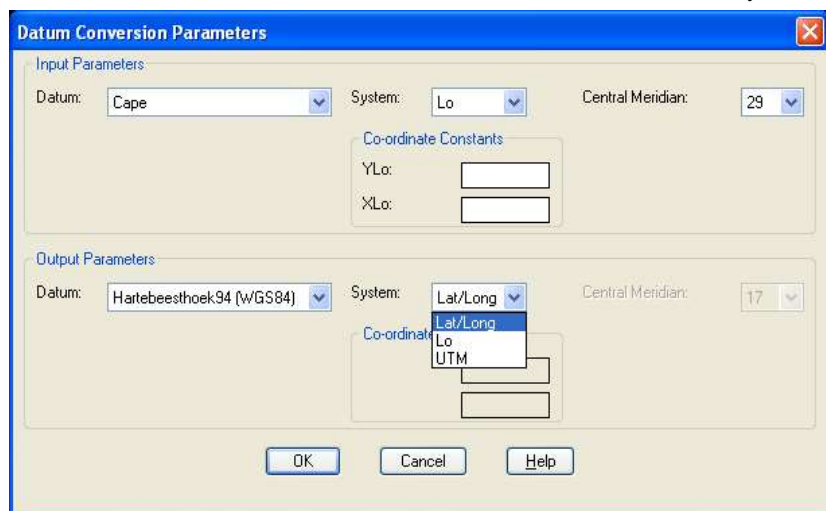 Datum Conversion Parameters
Input Parameters
Datum: Cape System: Lo Central Meridian: 29
Co-ordinate Constants
YLo:
XLo:
Output Parameters
Datum: Hartebeesthoek94 (WGS84) System: Lat/Long Central Meridian: 17
Lat/Long
Co-ordinate Lo
UTM
OK Cancel Help